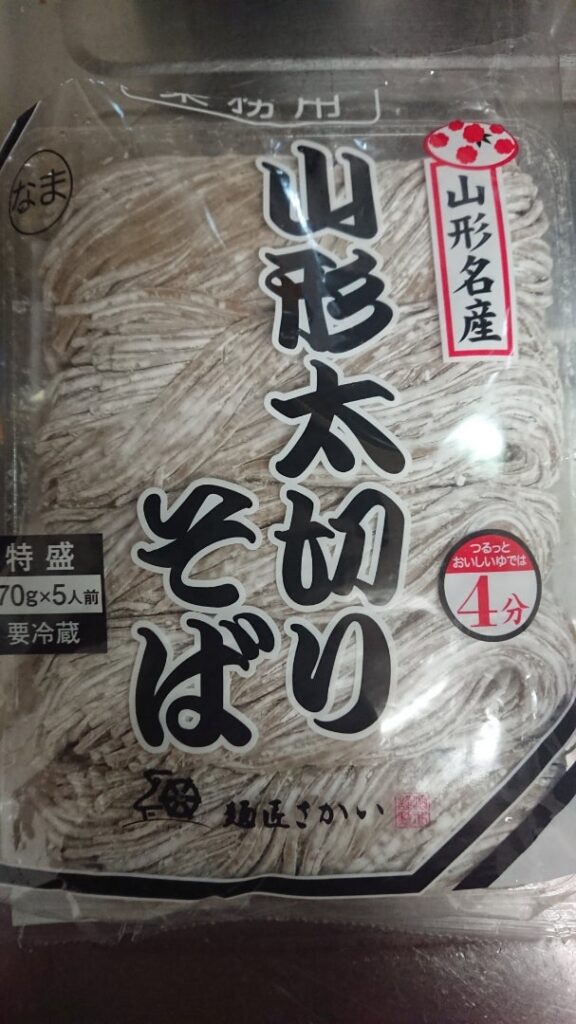 業務用
なま
山形名産
山形太切り
そば
つるっと
おいしいゆでは
4分
特盛
70g×5人前
要冷蔵
麺匠さかい